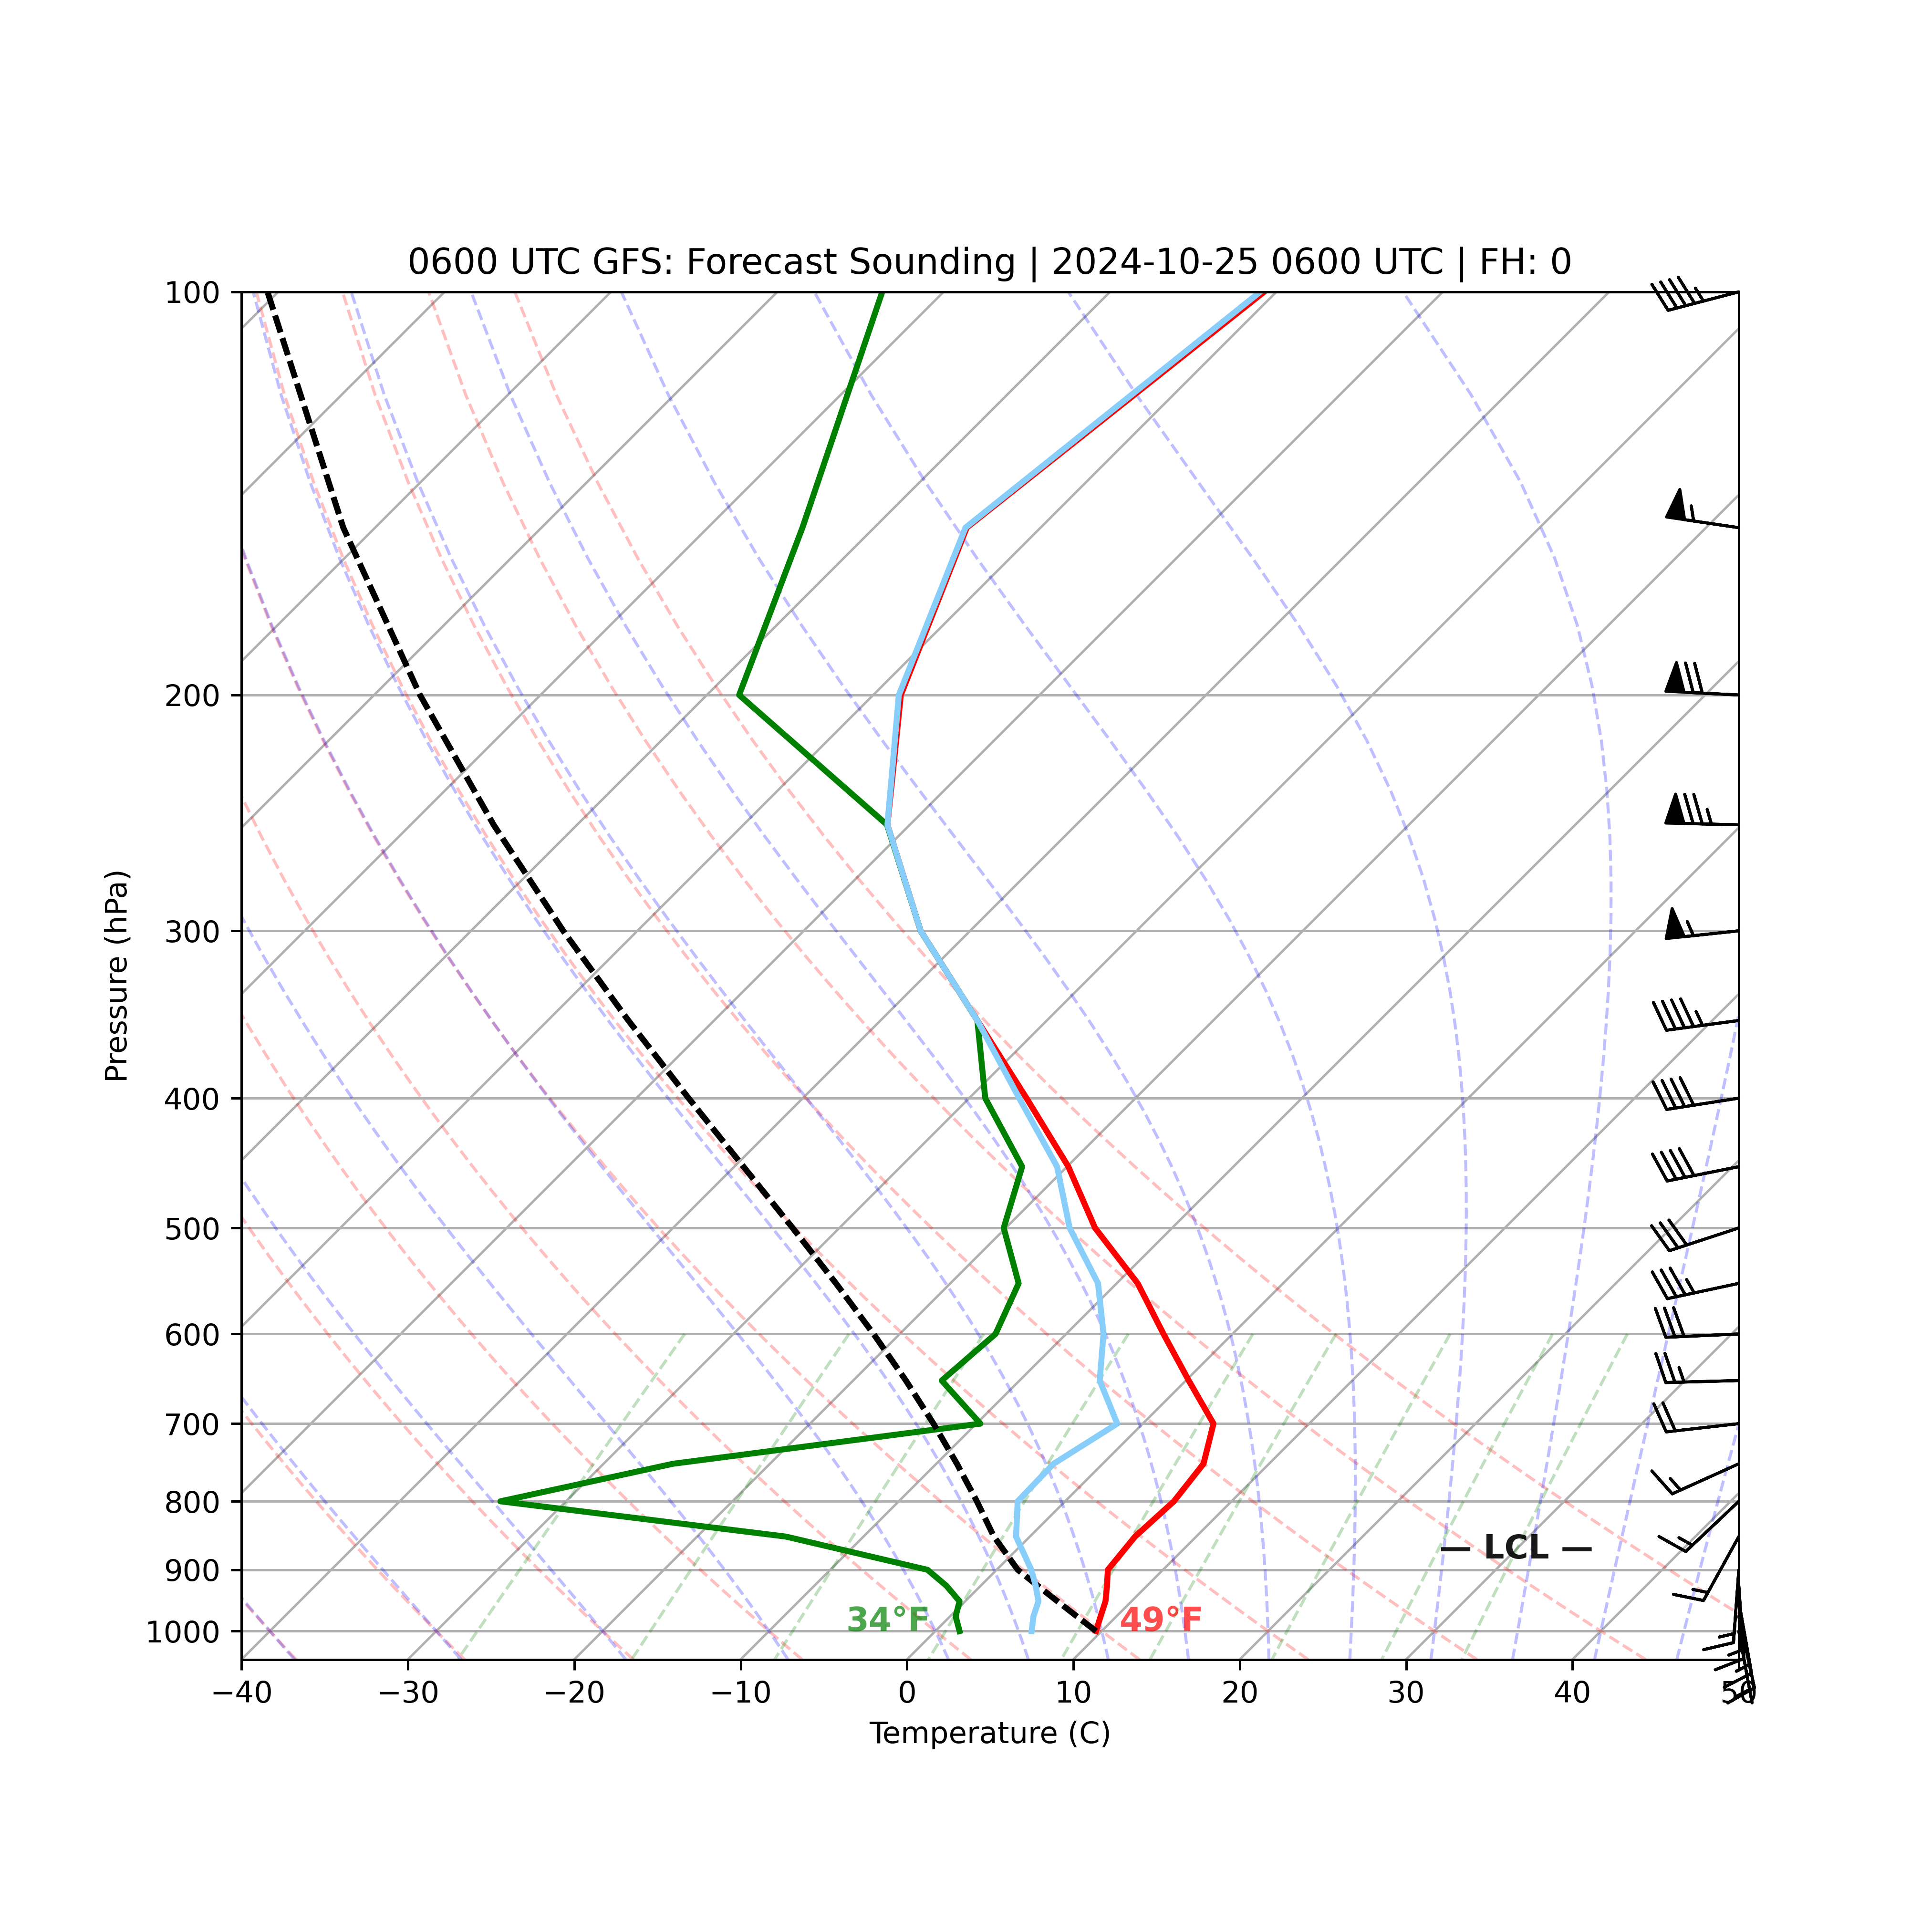 0600 UTC GFS: Forecast Sounding | 2024-10-25 0600 UTC | FH: 0
100
200
300
400
500
600
700
800
900
1000
Pressure (hPa)
— LCL —
34°F
49°F
−40 −30 −20 −10 0 10 20 30 40 50
Temperature (C)